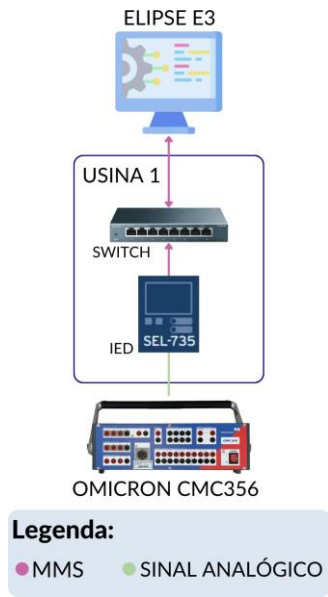 ELIPSE E3
USINA 1
SWITCH
IED
SEL-735
OMICRON CMC356
Legenda:
MMS
SINAL ANALÓGICO